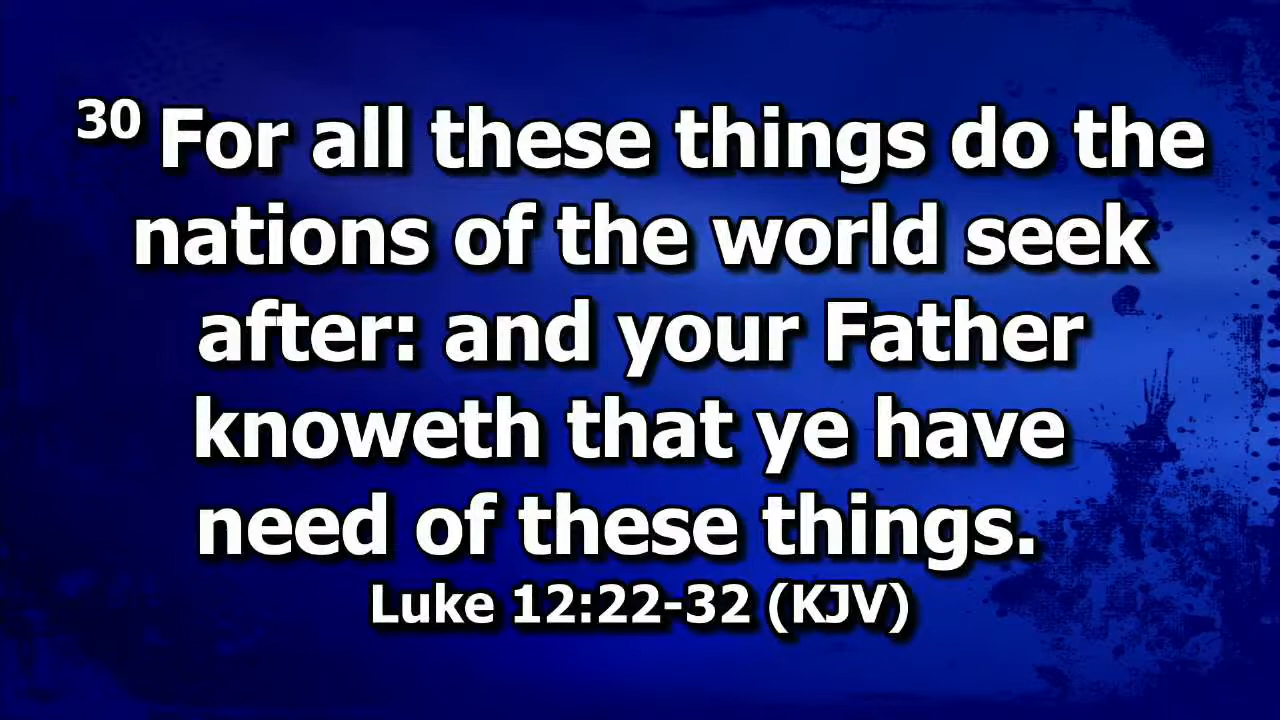 30 For all these things do the
nations of the world seek
after: and your Father
knoweth that ye have
need of these things.
Luke 12:22-32 (KJV)